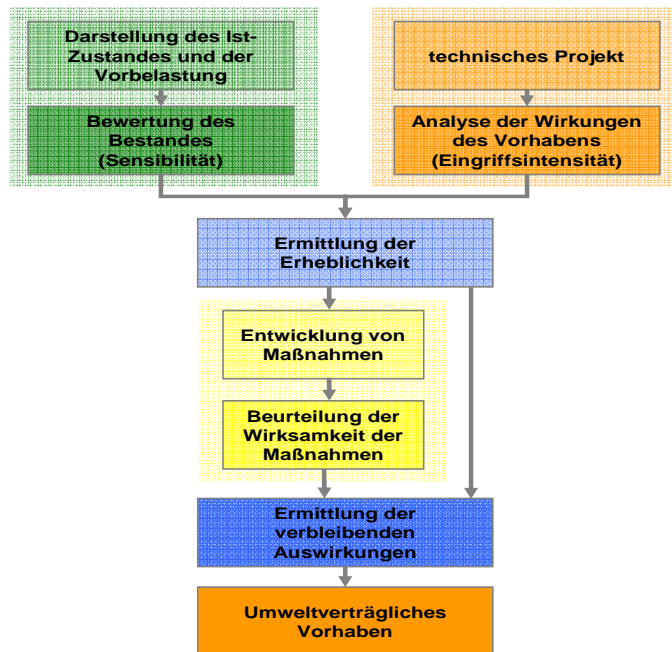 Darstellung des Ist-
Zustandes und der
Vorbelastung
technisches Projekt
Bewertung des
Bestandes
(Sensibilität)
Analyse der Wirkungen
des Vorhabens
(Eingriffsintensität)
Ermittlung der
Erheblichkeit
Entwicklung von
Maßnahmen
Beurteilung der
Wirksamkeit der
Maßnahmen
Ermittlung der
verbleibenden
Auswirkungen
Umweltverträgliches
Vorhaben